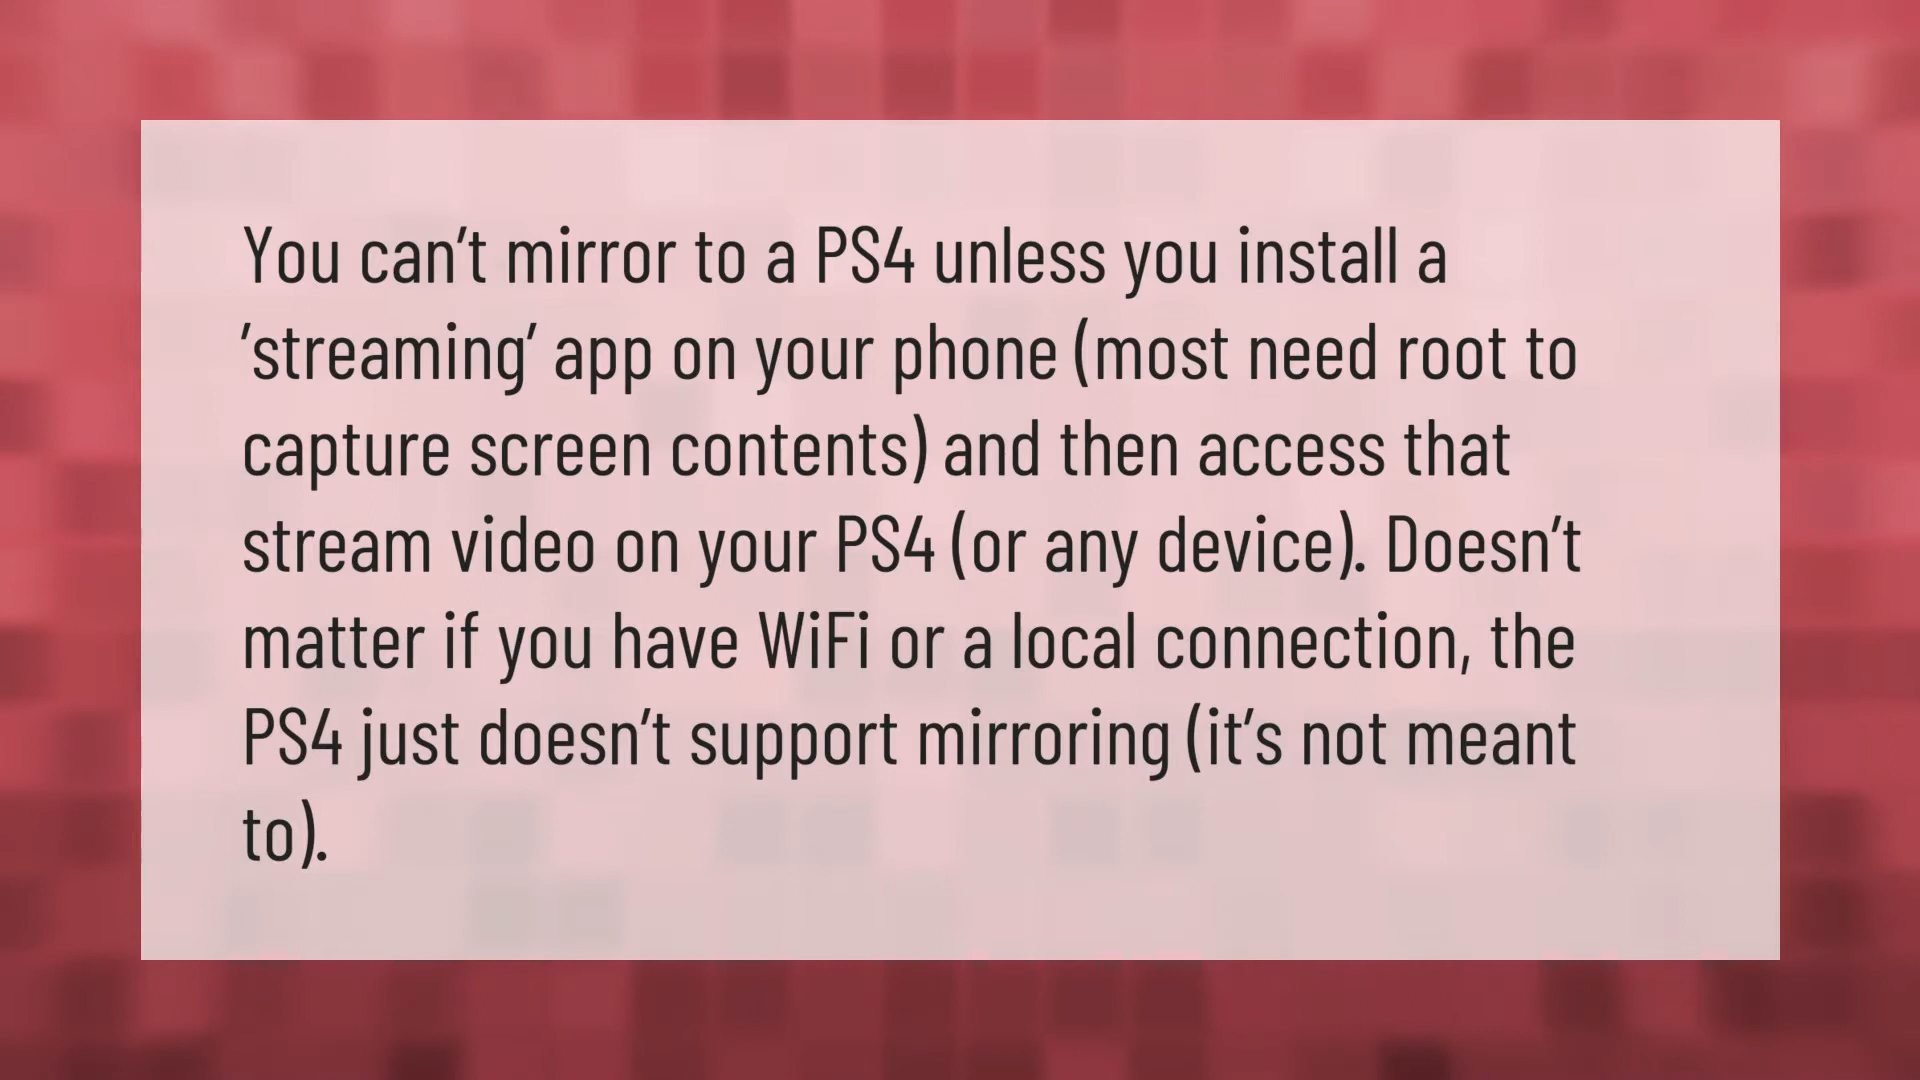 You can't mirror to a PS4 unless you install a
'streaming' app on your phone (most need root to
capture screen contents) and then access that
stream video on your PS4 (or any device). Doesn't
matter if you have WiFi or a local connection, the
PS4 just doesn't support mirroring (it's not meant
to).